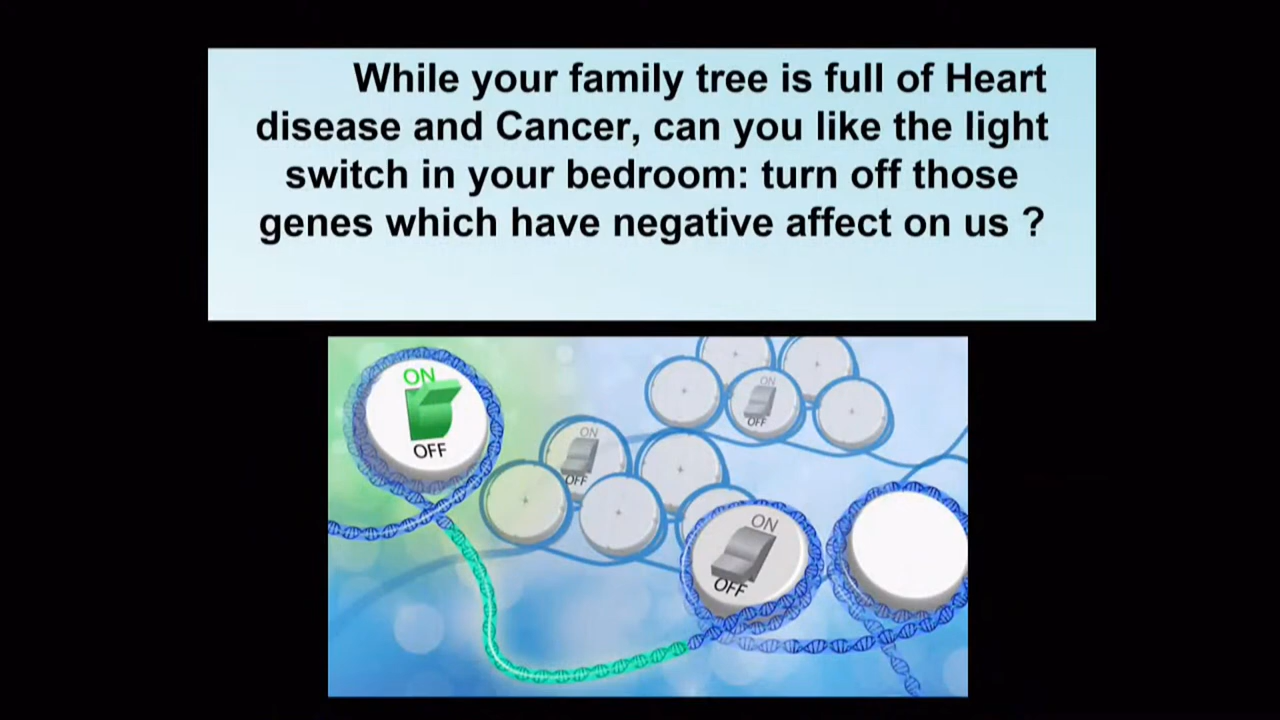 While your family tree is full of Heart
disease and Cancer, can you like the light
switch in your bedroom: turn off those
genes which have negative affect on us ?
ON
OFF
ON
OFF
ON
OFF
ON
OFF